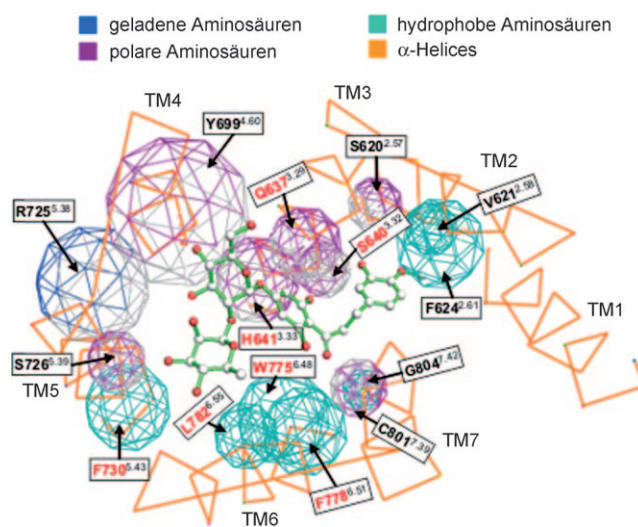 geladene Aminosäuren
hydrophobe Aminosäuren
polare Aminosäuren
α-Helices
TM4
TM3
Y699^4.60
S620^2.57
TM2
Q637^3.29
V621^2.58
R725^5.38
S640^3.32
F624^2.61
TM1
H641^3.33
S726^5.39
W775^6.48
G804^7.42
TM5
L782^6.55
C801^7.39
TM7
F730^5.43
F778^6.51
TM6